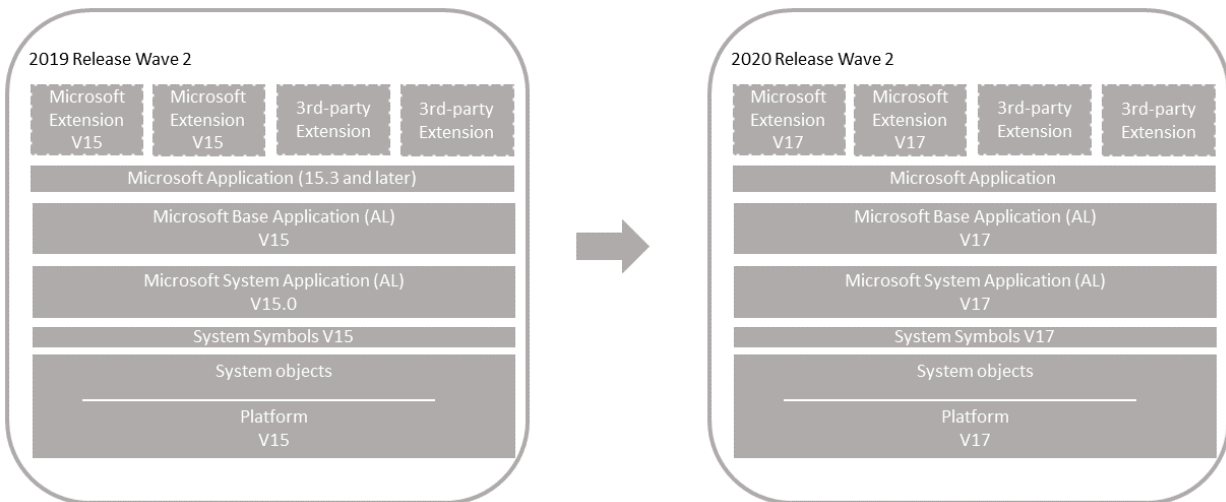 2019 Release Wave 2
Microsoft
Extension
V15
Microsoft
Extension
V15
3rd-party
Extension
3rd-party
Extension
Microsoft Application (15.3 and later)
Microsoft Base Application (AL)
V15
Microsoft System Application (AL)
V15.0
System Symbols V15
System objects
Platform
V15
2020 Release Wave 2
Microsoft
Extension
V17
Microsoft
Extension
V17
3rd-party
Extension
3rd-party
Extension
Microsoft Application
Microsoft Base Application (AL)
V17
Microsoft System Application (AL)
V17
System Symbols V17
System objects
Platform
V17